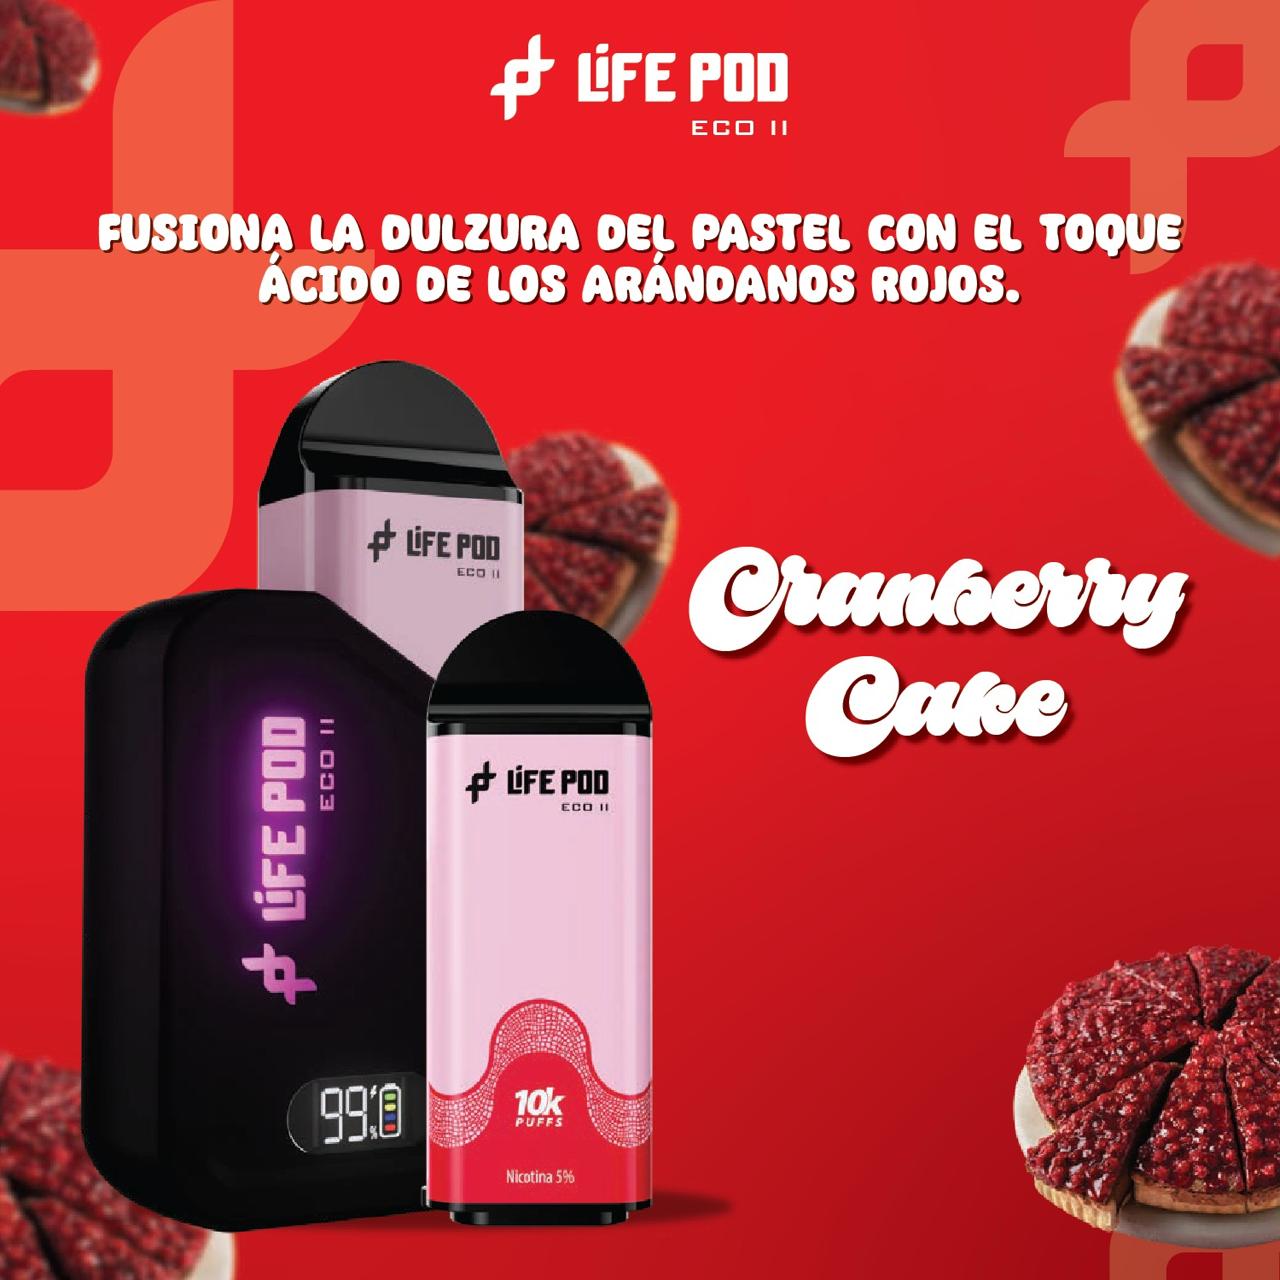 LIFE POD
ECO II
FUSIONA LA DULZURA DEL PASTEL CON EL TOQUE
ÁCIDO DE LOS ARÁNDANOS ROJOS.
LIFE POD
ECO II
Cranberry
Cake
LIFE POD
ECO II
LIFE POD
ECO II
99%
10k
PUFFS
Nicotina 5%